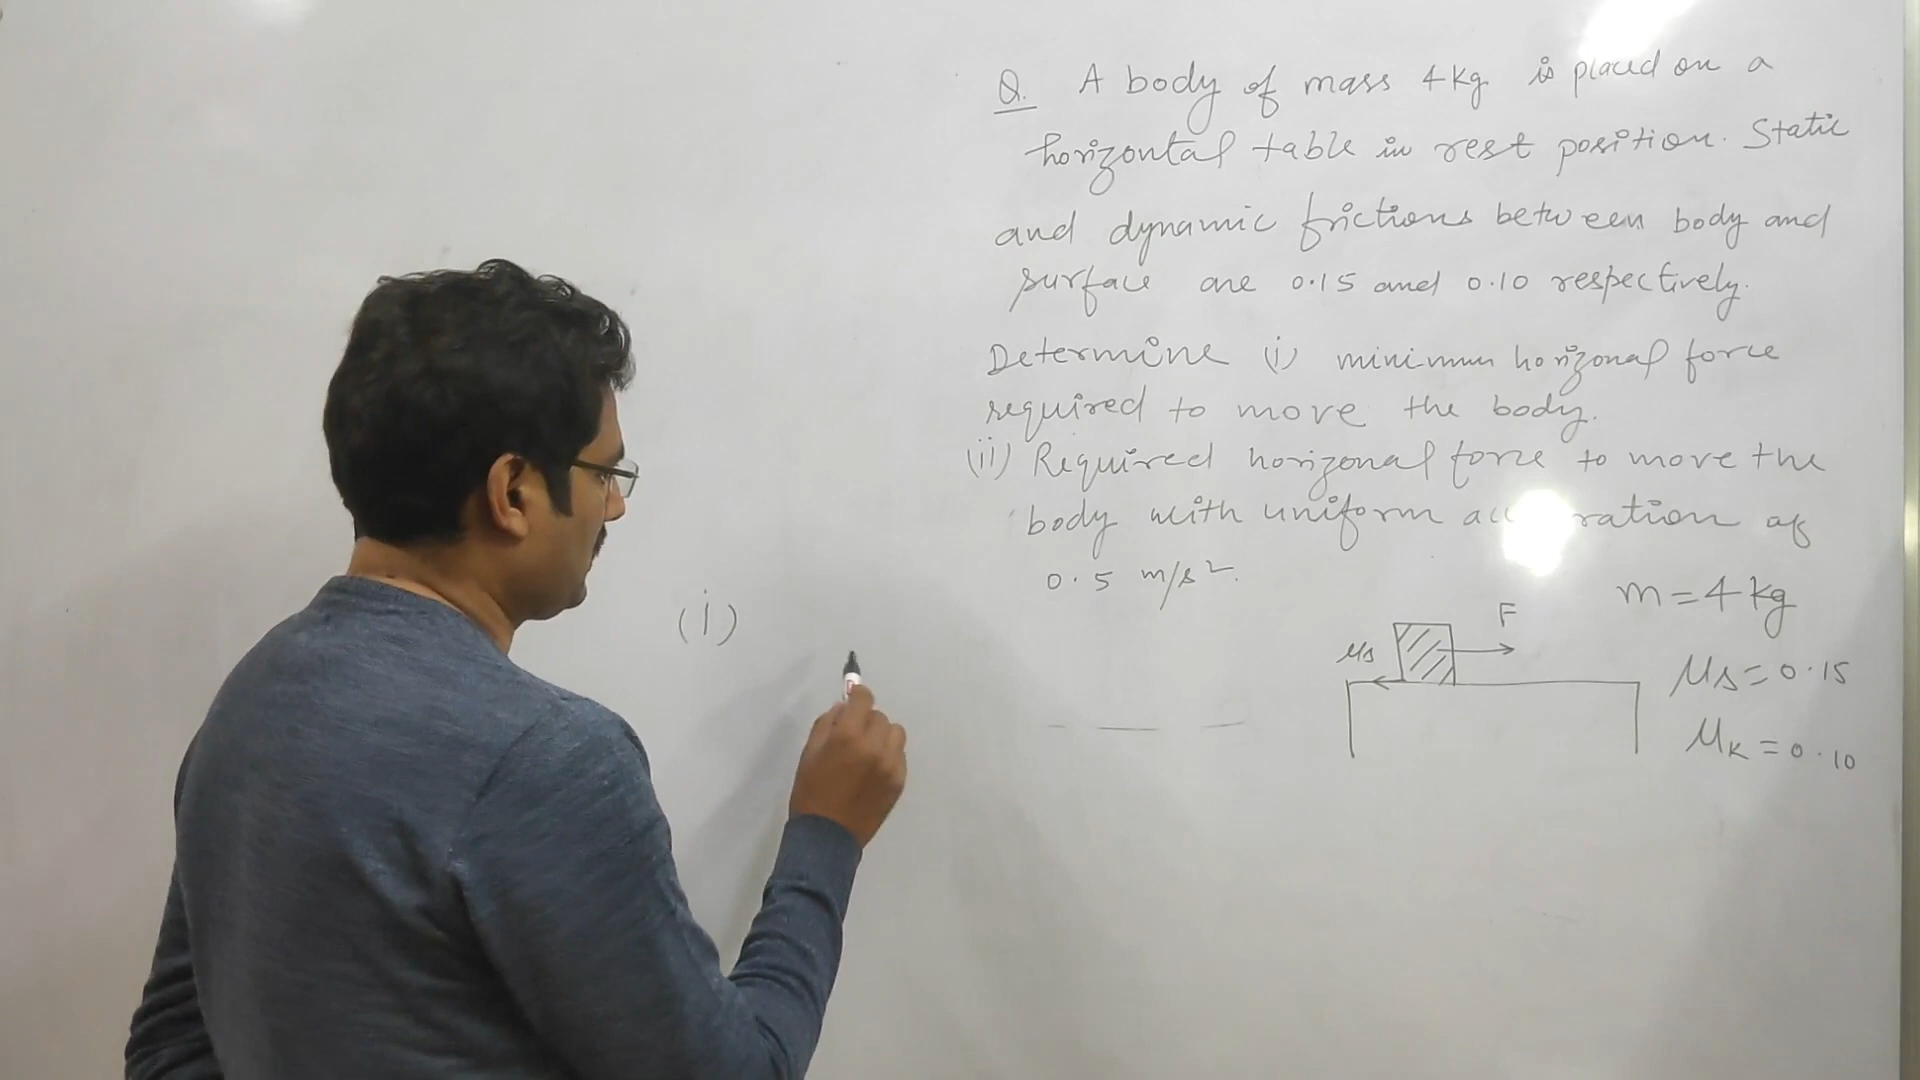 Q. A body of mass 4kg is placed on a
horizontal table in rest position. Static
and dynamic frictions between body and
surface are 0.15 and 0.10 respectively.
Determine (i) minimum horizonal force
required to move the body.
(ii) Required horizonal force to move the
body with uniform of
0.5 m/s².
m = 4 kg
F
μs
μs = 0.15
μk = 0.10
(i)